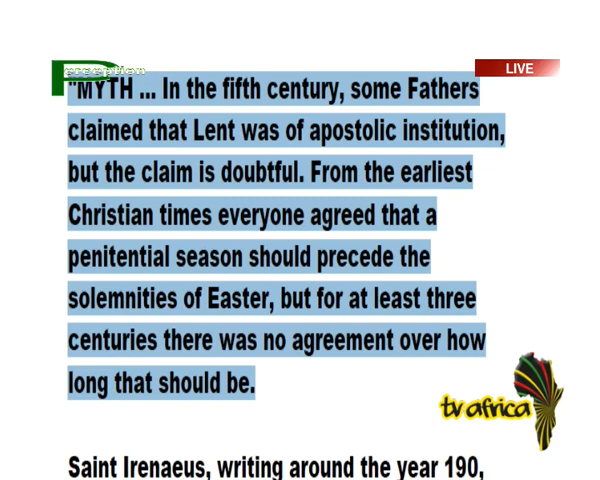 Perception
LIVE
"MYTH ... In the fifth century, some Fathers
claimed that Lent was of apostolic institution,
but the claim is doubtful. From the earliest
Christian times everyone agreed that a
penitential season should precede the
solemnities of Easter, but for at least three
centuries there was no agreement over how
long that should be.
tv africa
Saint Irenaeus, writing around the year 190,